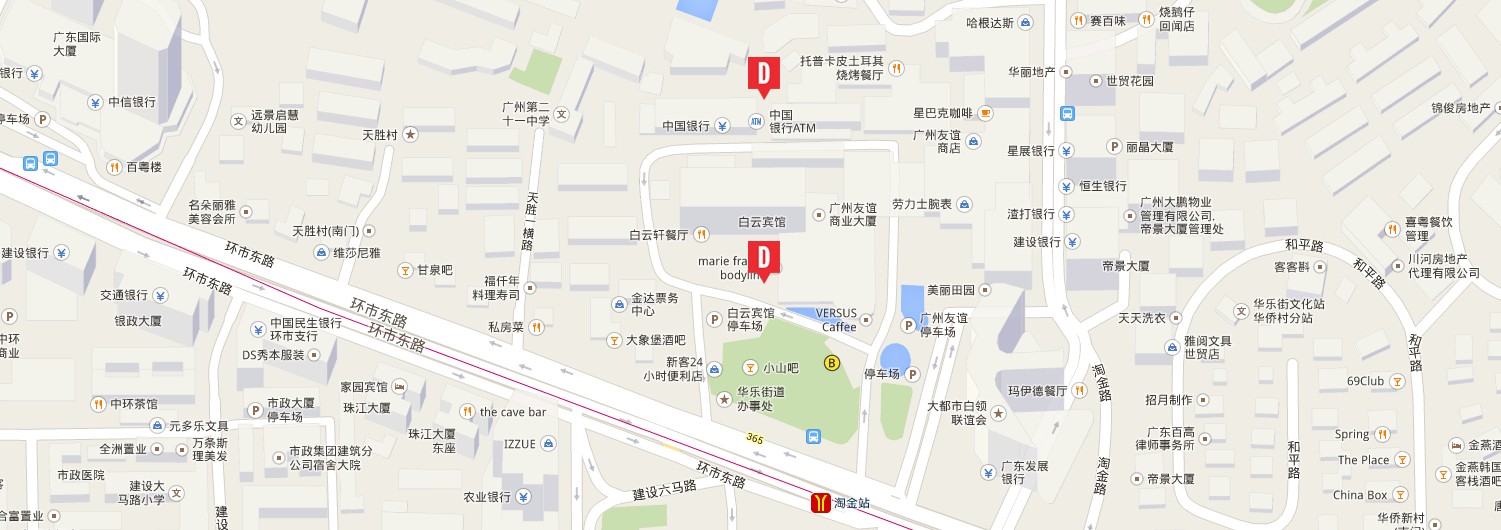 广东国际
大厦
银行
中信银行
停车场
远景启慧
幼儿园
百粤楼
广州第二
十一中学
天胜村
中国银行
ATM
中国
银行ATM
D
托普卡皮土耳其
烧烤餐厅
哈根达斯
赛百味
烧鹅仔
回闻店
华丽地产
世贸花园
星巴克咖啡
广州友谊
商店
星展银行
丽晶大厦
锦俊房地产
恒生银行
名朵丽雅
美容会所
天胜村(南门)
维莎尼雅
建设银行
环市东路
环市东路
甘泉吧
天胜一横路
白云轩餐厅
白云宾馆
广州友谊
商业大厦
劳力士腕表
渣打银行
建设银行
广州大鹏物业
管理有限公司,
帝景大厦管理处
帝景大厦
喜粤餐饮
管理
川河房地产
代理有限公司
和平路
和平路
客客斟
D
marie fra
bodylin
福仟年
料理寿司
金达票务
中心
白云宾馆
停车场
VERSUS
Caffee
美丽田园
广州友谊
停车场
交通银行
银政大厦
中国民生银行
环市支行
DS秀本服装
环市东路
环市东路
私房菜
大象堡酒吧
新客24
小时便利店
小山吧
B
停车场
华乐街道
办事处
天天洗衣
华乐街文化站
华侨村分站
雅阅文具
世贸店
和平路
中环
商业
家园宾馆
珠江大厦
中环茶馆
市政大厦
停车场
元多乐文具
the cave bar
珠江大厦
东座
IZZUE
365
玛伊德餐厅
淘金路
大都市白领
联谊会
招月制作
69Club
全洲置业
万条斯
理美发
市政集团建筑分
公司宿舍大院
市政医院
建设大
马路小学
农业银行
建设六马路
环市东路
淘金站
广东发展
银行
淘金路
广东百高
律师事务所
帝景大厦
和平路
Spring
The Place
China Box
金燕酒
金燕韩国
客栈酒吧
合富置业
建设
华侨新村